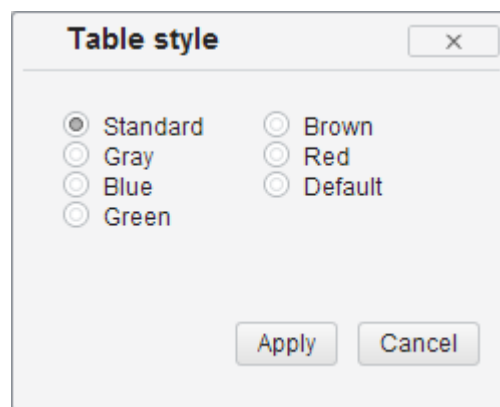 Table style
Standard
Gray
Blue
Green
Brown
Red
Default
Apply
Cancel